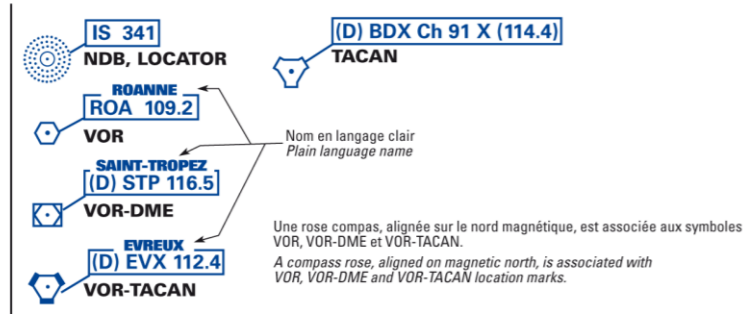 IS 341
NDB, LOCATOR
(D) BDX Ch 91 X (114.4)
TACAN
ROANNE
ROA 109.2
VOR
Nom en langage clair
Plain language name
SAINT-TROPEZ
(D) STP 116.5
VOR-DME
EVREUX
(D) EVX 112.4
VOR-TACAN
Une rose compas, alignée sur le nord magnétique, est associée aux symboles
VOR, VOR-DME et VOR-TACAN.
A compass rose, aligned on magnetic north, is associated with
VOR, VOR-DME and VOR-TACAN location marks.